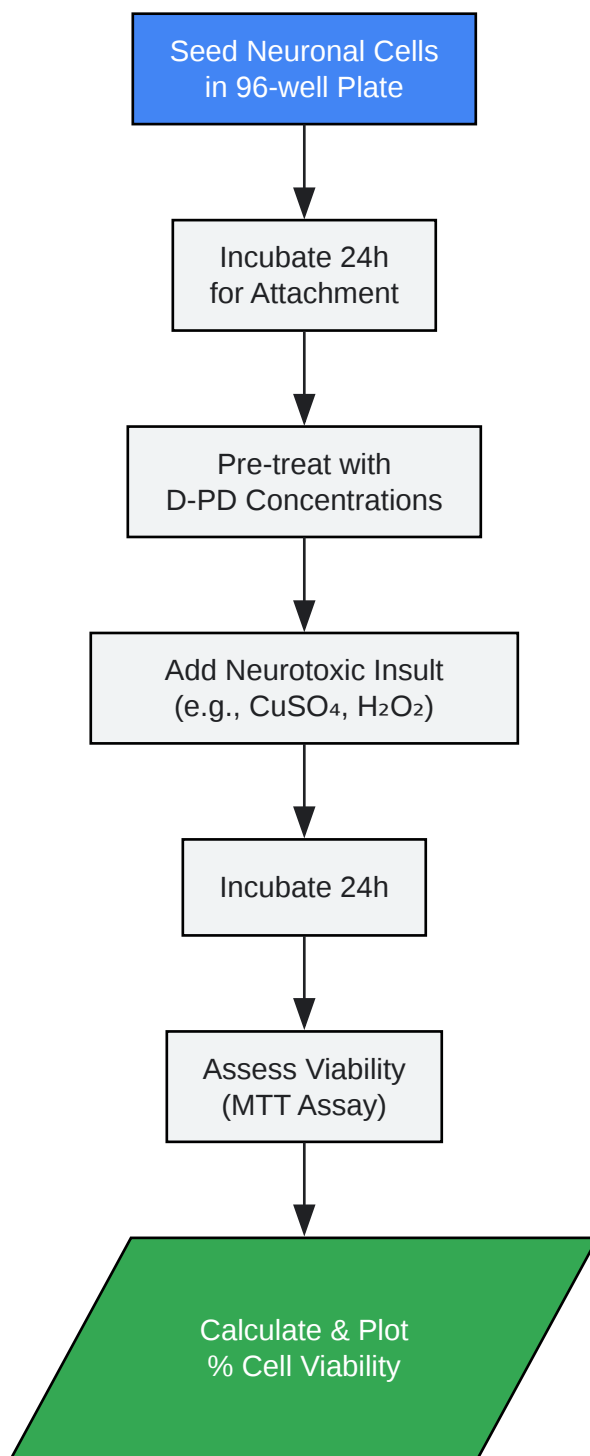 Seed Neuronal Cells
in 96-well Plate
Incubate 24h
for Attachment
Pre-treat with
D-PD Concentrations
Add Neurotoxic Insult
(e.g., CuSO₄, H₂O₂)
Incubate 24h
Assess Viability
(MTT Assay)
Calculate & Plot
% Cell Viability